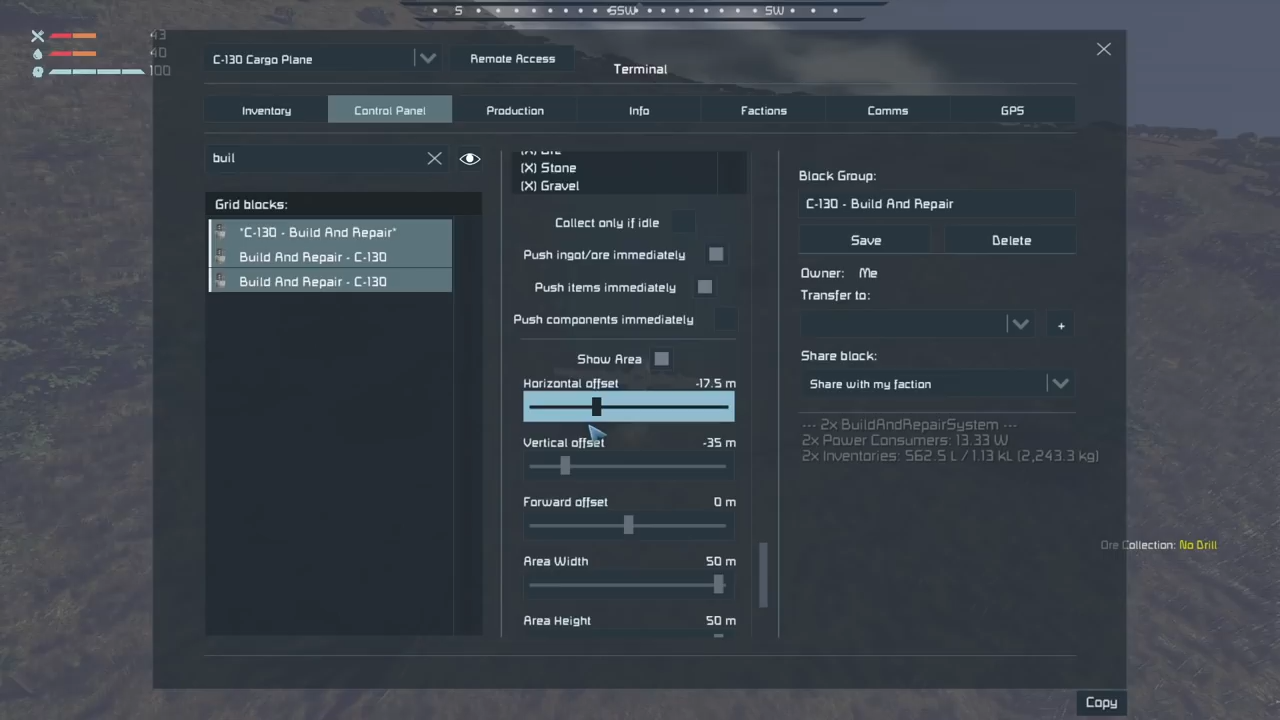 S SSW SW
43
40
100
C-130 Cargo Plane
Remote Access
Terminal
Inventory
Control Panel
Production
Info
Factions
Comms
GPS
buil
Grid blocks:
*C-130 - Build And Repair*
Build And Repair - C-130
Build And Repair - C-130
(X) Ore
(X) Stone
(X) Gravel
Collect only if idle
Push ingot/ore immediately
Push items immediately
Push components immediately
Show Area
Horizontal offset -17.5 m
Vertical offset -35 m
Forward offset 0 m
Area Width 50 m
Area Height 50 m
Block Group:
C-130 - Build And Repair
Save
Delete
Owner: Me
Transfer to:
+
Share block:
Share with my faction
--- 2x BuildAndRepairSystem ---
2x Power Consumers: 13.33 W
2x Inventories: 562.5 L / 1.13 kL (2,243.3 kg)
Ore Collection: No Drill
Copy